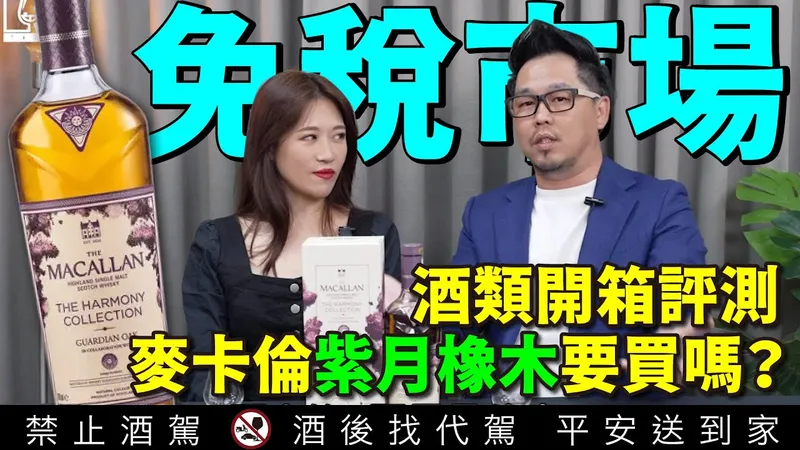 免稅市場
THE
MACALLAN
HIGHLAND SINGLE MALT
SCOTCH WHISKY
THE HARMONY
COLLECTION
GUARDIAN OAK
THE
MACALLAN
THE HARMONY
COLLECTION
酒類開箱評測
麥卡倫紫月橡木要買嗎？
禁止酒駕 酒後找代駕 平安送到家